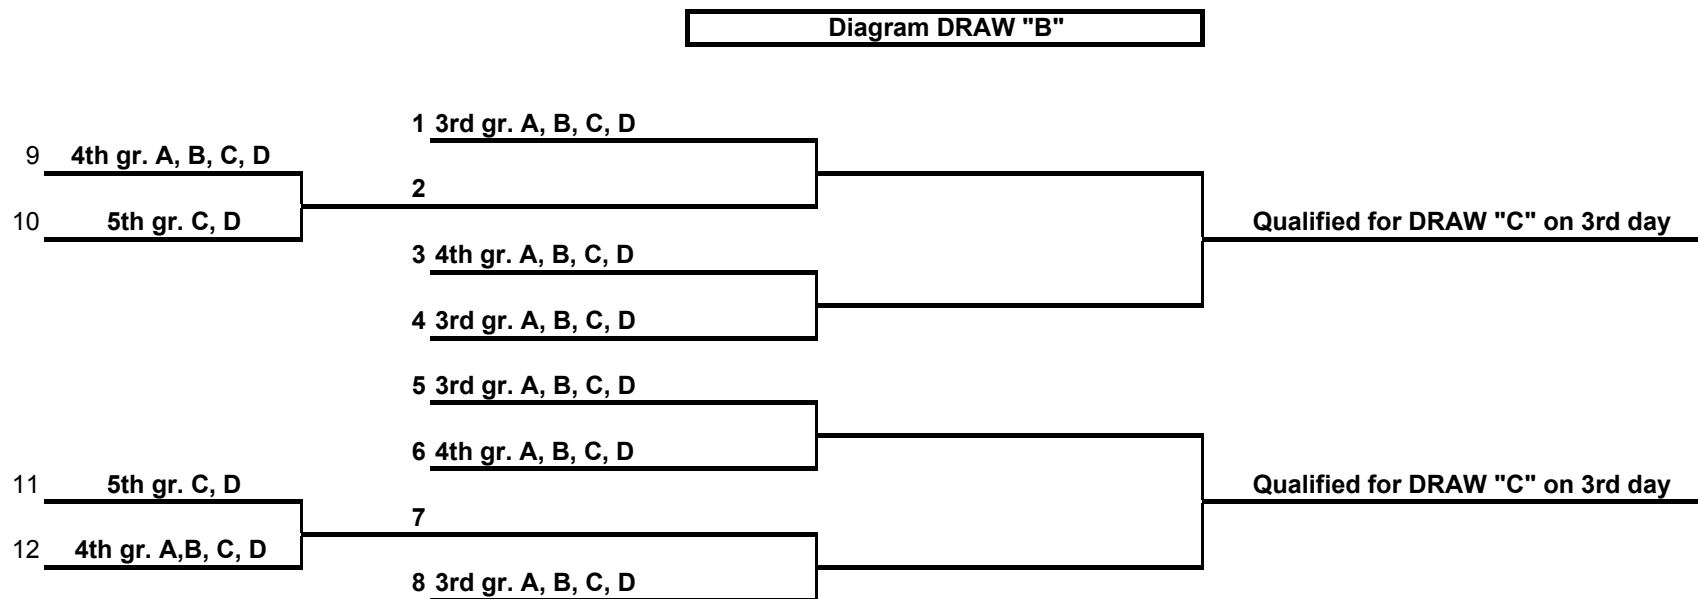 Diagram DRAW "B"
1 3rd gr. A, B, C, D
9 4th gr. A, B, C, D
2
10 5th gr. C, D
Qualified for DRAW "C" on 3rd day
3 4th gr. A, B, C, D
4 3rd gr. A, B, C, D
5 3rd gr. A, B, C, D
6 4th gr. A, B, C, D
11 5th gr. C, D
Qualified for DRAW "C" on 3rd day
7
12 4th gr. A,B, C, D
8 3rd gr. A, B, C, D